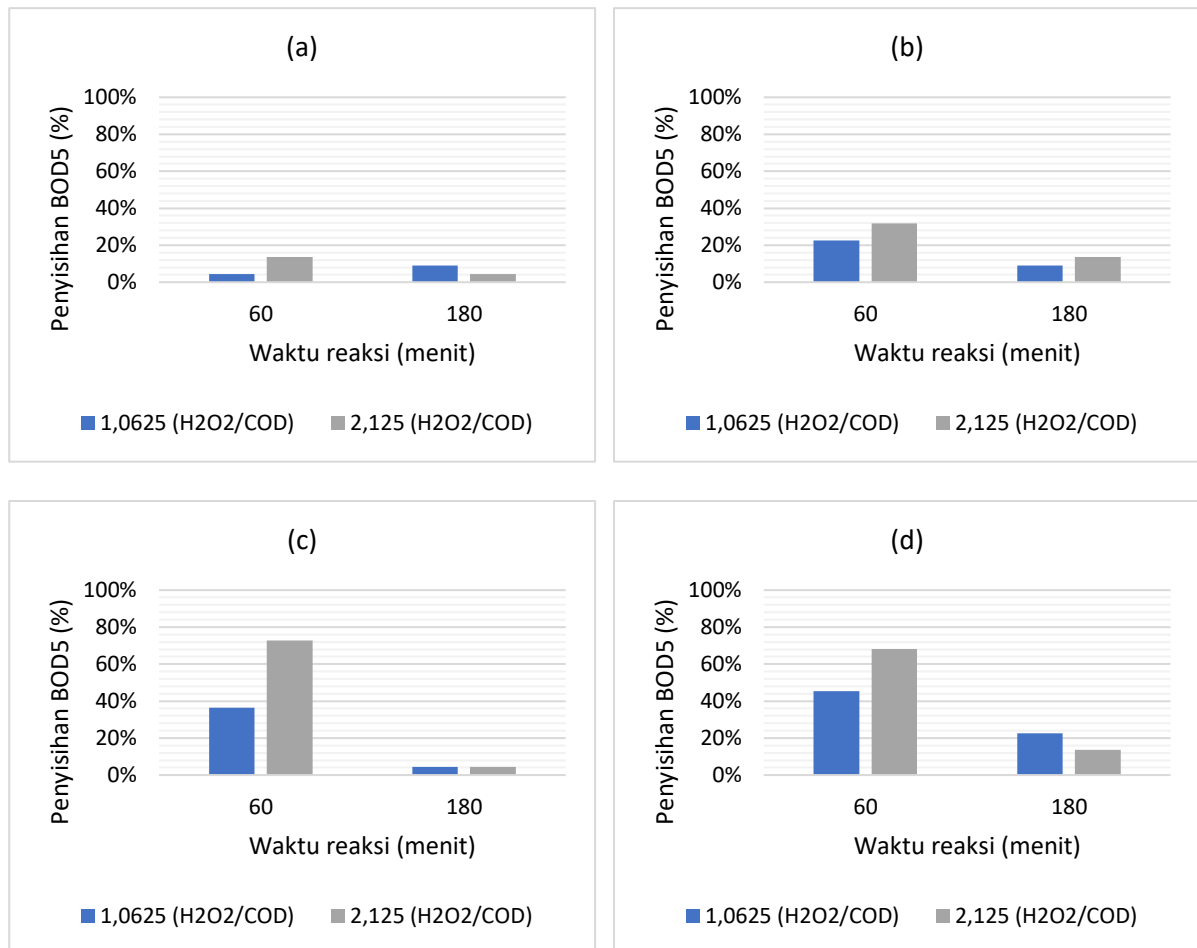 (a)
Penyisihan BOD5 (%)
100%
80%
60%
40%
20%
0%
60 180
Waktu reaksi (menit)
1,0625 (H2O2/COD) 2,125 (H2O2/COD)
(b)
Penyisihan BOD5 (%)
100%
80%
60%
40%
20%
0%
60 180
Waktu reaksi (menit)
1,0625 (H2O2/COD) 2,125 (H2O2/COD)
(c)
Penyisihan BOD5 (%)
100%
80%
60%
40%
20%
0%
60 180
Waktu reaksi (menit)
1,0625 (H2O2/COD) 2,125 (H2O2/COD)
(d)
Penyisihan BOD5 (%)
100%
80%
60%
40%
20%
0%
60 180
Waktu reaksi (menit)
1,0625 (H2O2/COD) 2,125 (H2O2/COD)